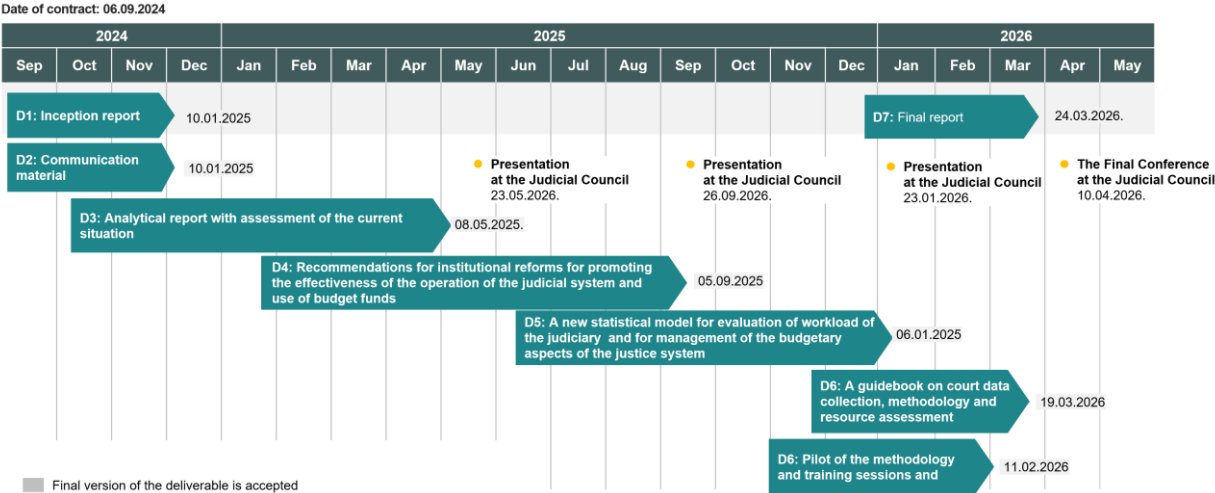 Date of contract: 06.09.2024
2024 2025 2026
Sep Oct Nov Dec Jan Feb Mar Apr May Jun Jul Aug Sep Oct Nov Dec Jan Feb Mar Apr May
D1: Inception report
10.01.2025
D7: Final report
24.03.2026.
D2: Communication
material
10.01.2025
Presentation
at the Judicial Council
23.05.2026.
Presentation
at the Judicial Council
26.09.2026.
Presentation
at the Judicial Council
23.01.2026.
The Final Conference
at the Judicial Council
10.04.2026.
D3: Analytical report with assessment of the current
situation
08.05.2025.
D4: Recommendations for institutional reforms for promoting
the effectiveness of the operation of the judicial system and
use of budget funds
05.09.2025
D5: A new statistical model for evaluation of workload of
the judiciary and for management of the budgetary
aspects of the justice system
06.01.2025
D6: A guidebook on court data
collection, methodology and
resource assessment
19.03.2026
D6: Pilot of the methodology
and training sessions and
11.02.2026
Final version of the deliverable is accepted